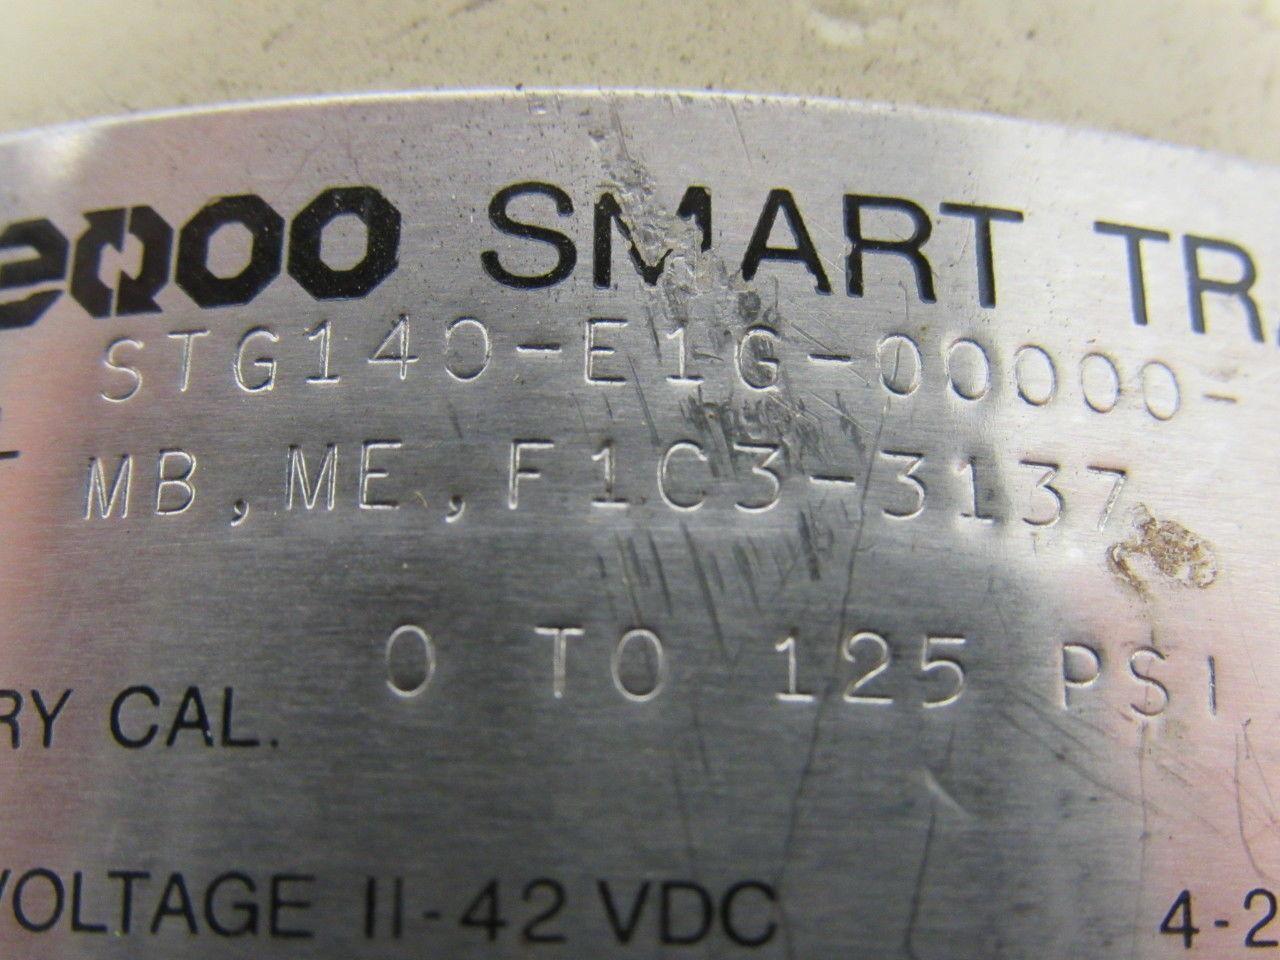 SMART TR
STG140-E1G-00000-
MB,ME,F1C3-3137
0 TO 125 PSI
RY CAL.
VOLTAGE 11-42 VDC 4-2